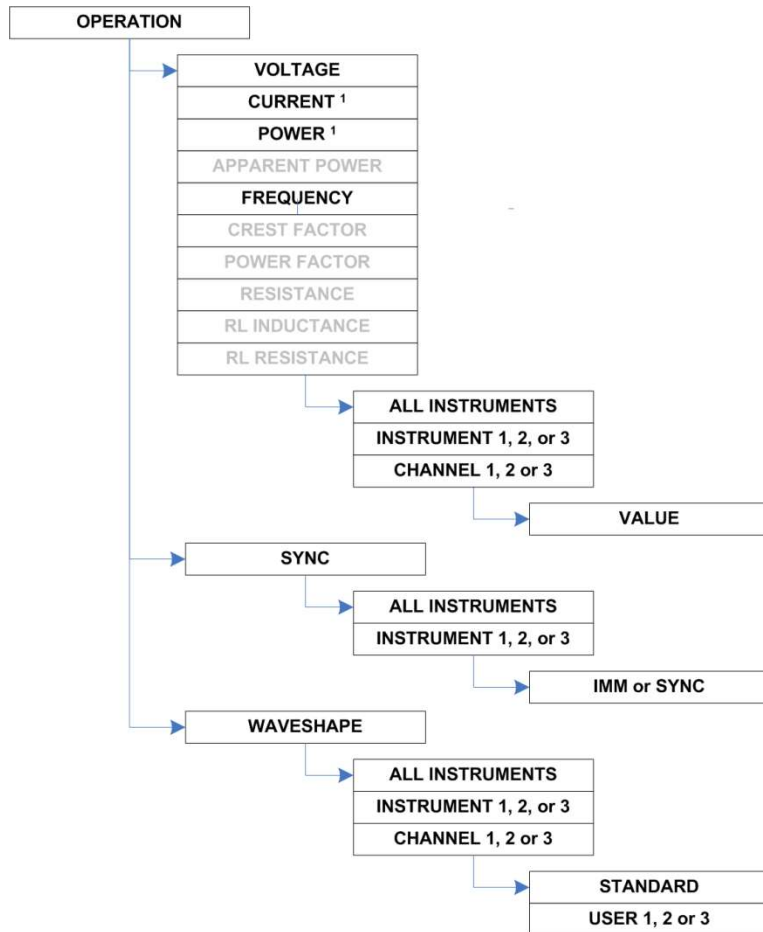 OPERATION
VOLTAGE
CURRENT ¹
POWER ¹
APPARENT POWER
FREQUENCY
CREST FACTOR
POWER FACTOR
RESISTANCE
RL INDUCTANCE
RL RESISTANCE
ALL INSTRUMENTS
INSTRUMENT 1, 2, or 3
CHANNEL 1, 2 or 3
VALUE
SYNC
ALL INSTRUMENTS
INSTRUMENT 1, 2, or 3
IMM or SYNC
WAVESHAPE
ALL INSTRUMENTS
INSTRUMENT 1, 2, or 3
CHANNEL 1, 2 or 3
STANDARD
USER 1, 2 or 3